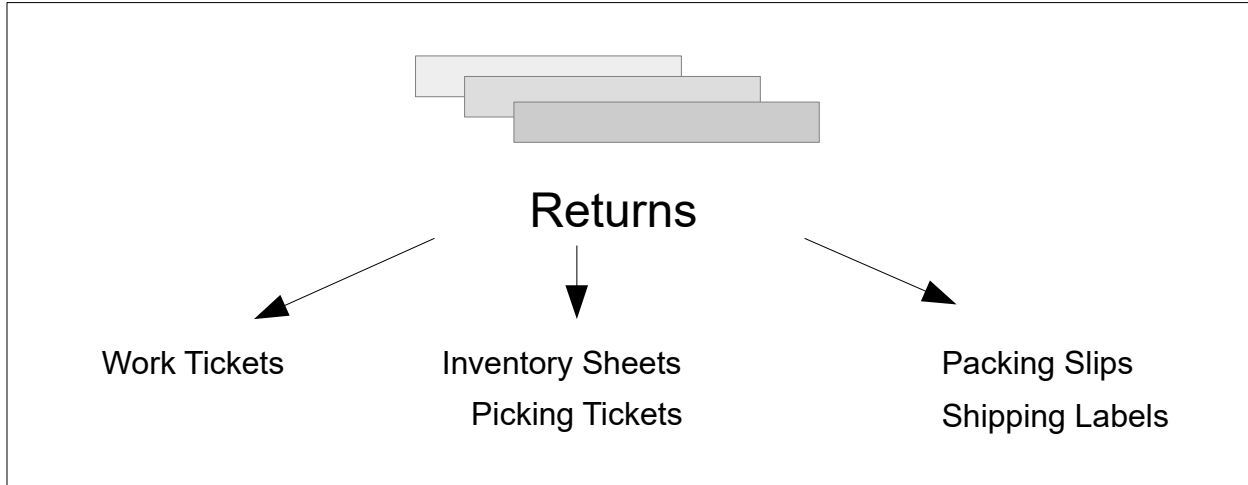 Returns
Work Tickets
Inventory Sheets
Picking Tickets
Packing Slips
Shipping Labels